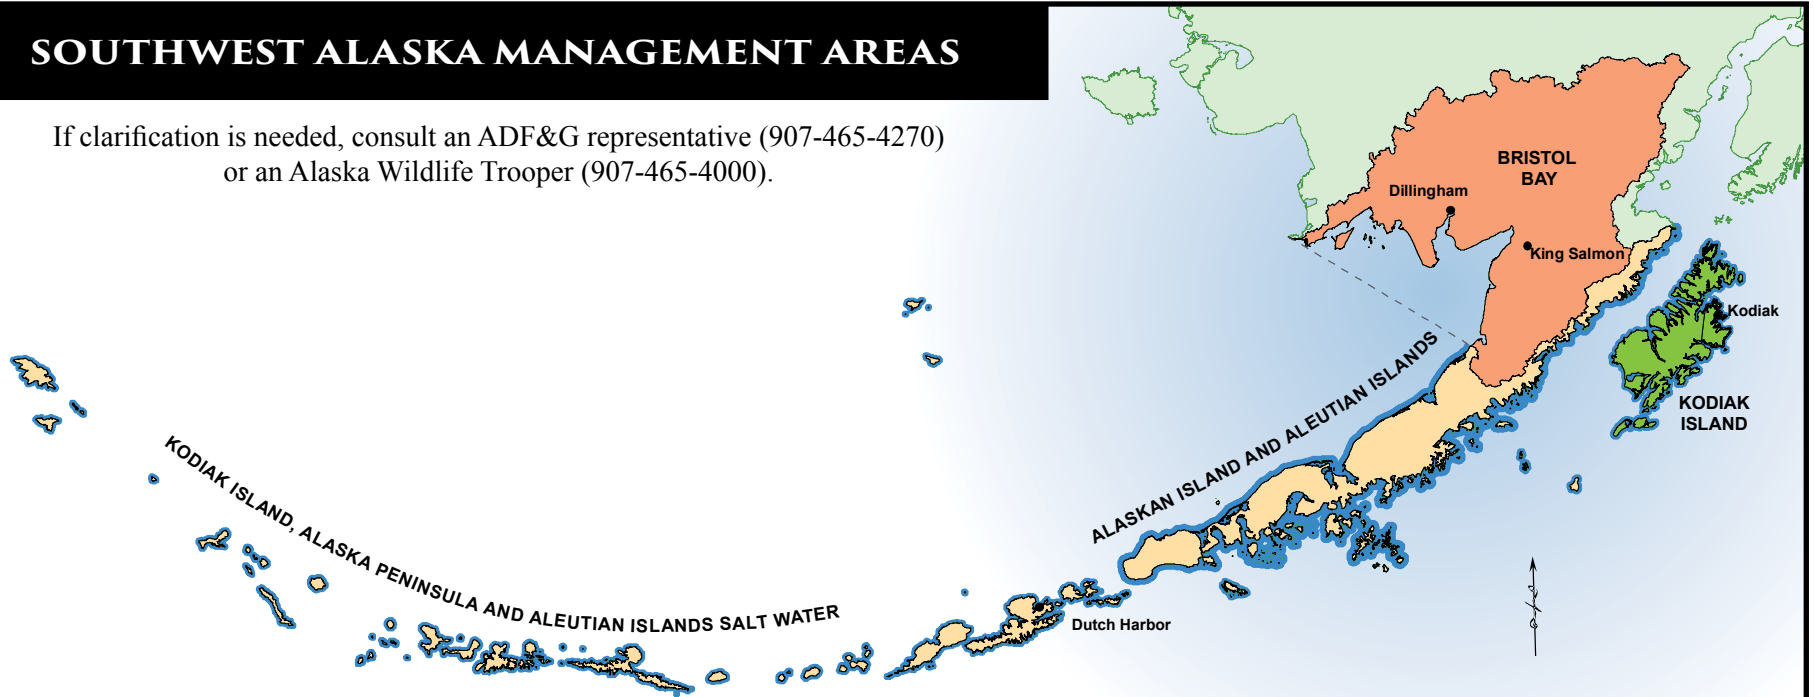 SOUTHWEST ALASKA MANAGEMENT AREAS
If clarification is needed, consult an ADF&G representative (907-465-4270)
or an Alaska Wildlife Trooper (907-465-4000).
BRISTOL
BAY
Dillingham
King Salmon
Kodiak
KODIAK
ISLAND
ALASKAN ISLAND AND ALEUTIAN ISLANDS
KODIAK ISLAND, ALASKA PENINSULA AND ALEUTIAN ISLANDS SALT WATER
Dutch Harbor